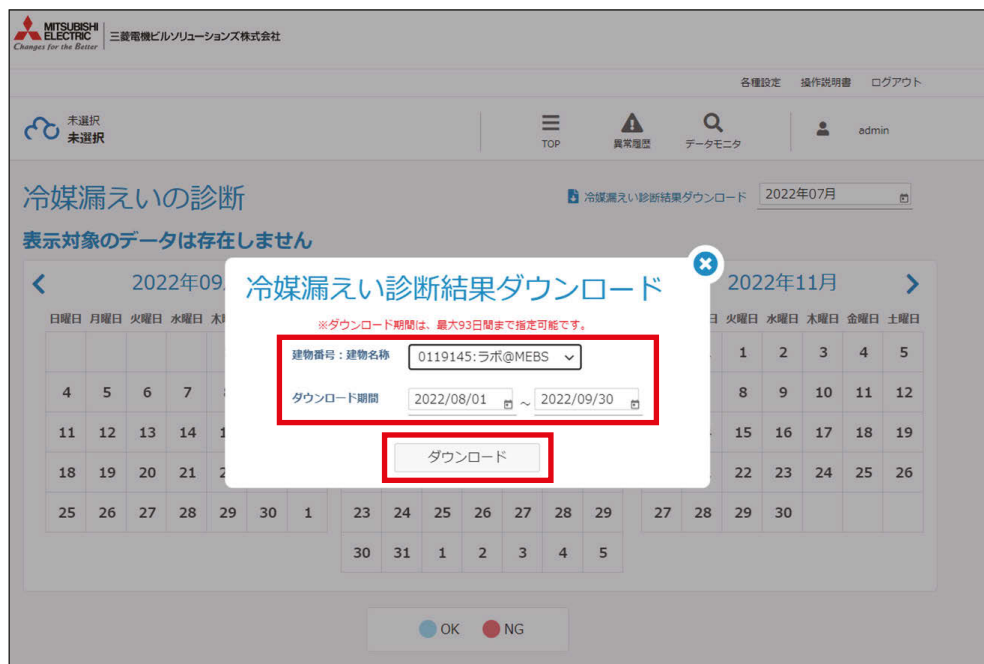 MITSUBISHI
ELECTRIC
Changes for the Better
三菱電機ビルソリューションズ株式会社
各種設定 操作説明書 ログアウト
未選択
未選択
TOP 異常履歴 データモニタ admin
冷媒漏えいの診断
冷媒漏えい診断結果ダウンロード 2022年07月
表示対象のデータは存在しません
2022年09 2022年11月
日曜日 月曜日 火曜日 水曜日 火曜日 水曜日 木曜日 金曜日 土曜日
冷媒漏えい診断結果ダウンロード
※ダウンロード期間は、最大93日間まで指定可能です。
建物番号:建物名称 0119145:ラボ@MEBS
ダウンロード期間 2022/08/01 ~ 2022/09/30
ダウンロード
1 2 3 4 5
4 5 6 7 8 9 10 11 12
11 12 13 14 15 16 17 18 19
18 19 20 21 22 23 24 25 26
25 26 27 28 29 30 1 23 24 25 26 27 28 29 27 28 29 30
30 31 1 2 3 4 5
OK NG